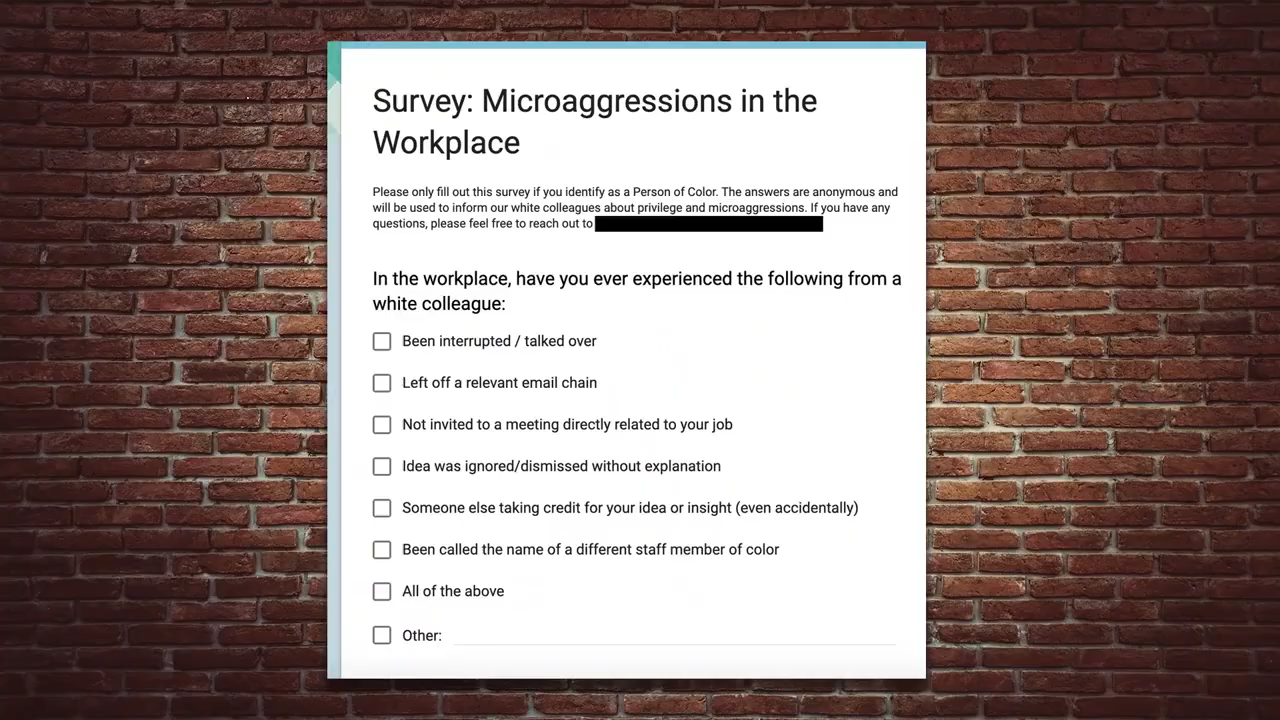 Survey: Microaggressions in the
Workplace
Please only fill out this survey if you identify as a Person of Color. The answers are anonymous and
will be used to inform our white colleagues about privilege and microaggressions. If you have any
questions, please feel free to reach out to
In the workplace, have you ever experienced the following from a
white colleague:
Been interrupted / talked over
Left off a relevant email chain
Not invited to a meeting directly related to your job
Idea was ignored/dismissed without explanation
Someone else taking credit for your idea or insight (even accidentally)
Been called the name of a different staff member of color
All of the above
Other: